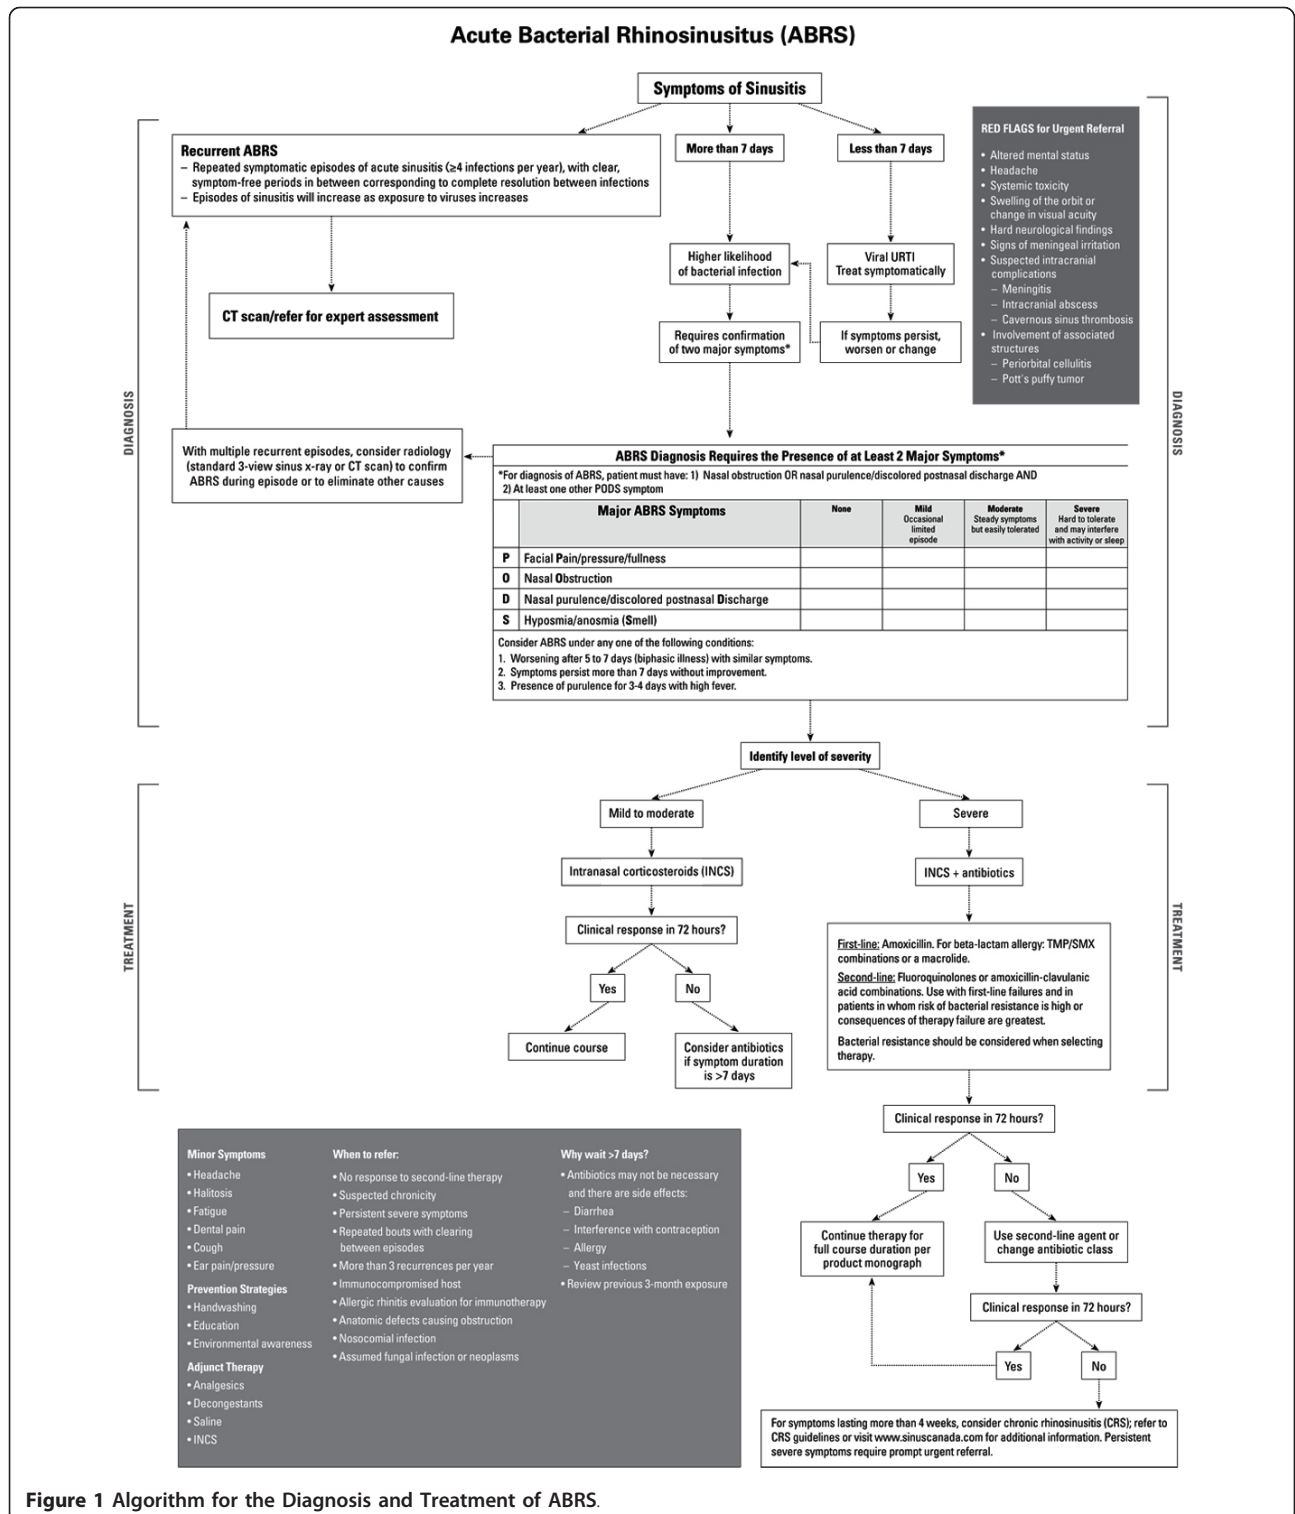 Acute Bacterial Rhinosinusitus (ABRS)
Symptoms of Sinusitis
Recurrent ABRS
– Repeated symptomatic episodes of acute sinusitis (≥4 infections per year), with clear,
symptom-free periods in between corresponding to complete resolution between infections
– Episodes of sinusitis will increase as exposure to viruses increases
More than 7 days
Less than 7 days
RED FLAGS for Urgent Referral
• Altered mental status
• Headache
• Systemic toxicity
• Swelling of the orbit or
change in visual acuity
• Hard neurological findings
• Signs of meningeal irritation
• Suspected intracranial
complications
– Meningitis
– Intracranial abscess
– Cavernous sinus thrombosis
• Involvement of associated
structures
– Periorbital cellulitis
– Pott's puffy tumor
Higher likelihood
of bacterial infection
Viral URTI
Treat symptomatically
CT scan/refer for expert assessment
Requires confirmation
of two major symptoms*
If symptoms persist,
worsen or change
DIAGNOSIS
DIAGNOSIS
With multiple recurrent episodes, consider radiology
(standard 3-view sinus x-ray or CT scan) to confirm
ABRS during episode or to eliminate other causes
ABRS Diagnosis Requires the Presence of at Least 2 Major Symptoms*
*For diagnosis of ABRS, patient must have: 1) Nasal obstruction OR nasal purulence/discolored postnasal discharge AND
2) At least one other PODS symptom
Major ABRS Symptoms
None
Mild
Occasional
limited
episode
Moderate
Steady symptoms
but easily tolerated
Severe
Hard to tolerate
and may interfere
with activity or sleep
P Facial Pain/pressure/fullness
O Nasal Obstruction
D Nasal purulence/discolored postnasal Discharge
S Hyposmia/anosmia (Smell)
Consider ABRS under any one of the following conditions:
1. Worsening after 5 to 7 days (biphasic illness) with similar symptoms.
2. Symptoms persist more than 7 days without improvement.
3. Presence of purulence for 3-4 days with high fever.
Identify level of severity
Mild to moderate
Severe
Intranasal corticosteroids (INCS)
INCS + antibiotics
TREATMENT
TREATMENT
Clinical response in 72 hours?
Yes
No
Continue course
Consider antibiotics
if symptom duration
is >7 days
First-line: Amoxicillin. For beta-lactam allergy: TMP/SMX
combinations or a macrolide.
Second-line: Fluoroquinolones or amoxicillin-clavulanic
acid combinations. Use with first-line failures and in
patients in whom risk of bacterial resistance is high or
consequences of therapy failure are greatest.
Bacterial resistance should be considered when selecting
therapy.
Clinical response in 72 hours?
Yes
No
Continue therapy for
full course duration per
product monograph
Use second-line agent or
change antibiotic class
Clinical response in 72 hours?
Yes
No
For symptoms lasting more than 4 weeks, consider chronic rhinosinusitis (CRS); refer to
CRS guidelines or visit www.sinuscanada.com for additional information. Persistent
severe symptoms require prompt urgent referral.
Minor Symptoms
• Headache
• Halitosis
• Fatigue
• Dental pain
• Cough
• Ear pain/pressure
Prevention Strategies
• Handwashing
• Education
• Environmental awareness
Adjunct Therapy
• Analgesics
• Decongestants
• Saline
• INCS
When to refer:
• No response to second-line therapy
• Suspected chronicity
• Persistent severe symptoms
• Repeated bouts with clearing
between episodes
• More than 3 recurrences per year
• Immunocompromised host
• Allergic rhinitis evaluation for immunotherapy
• Anatomic defects causing obstruction
• Nosocomial infection
• Assumed fungal infection or neoplasms
Why wait >7 days?
• Antibiotics may not be necessary
and there are side effects:
– Diarrhea
– Interference with contraception
– Allergy
– Yeast infections
• Review previous 3-month exposure
Figure 1 Algorithm for the Diagnosis and Treatment of ABRS.